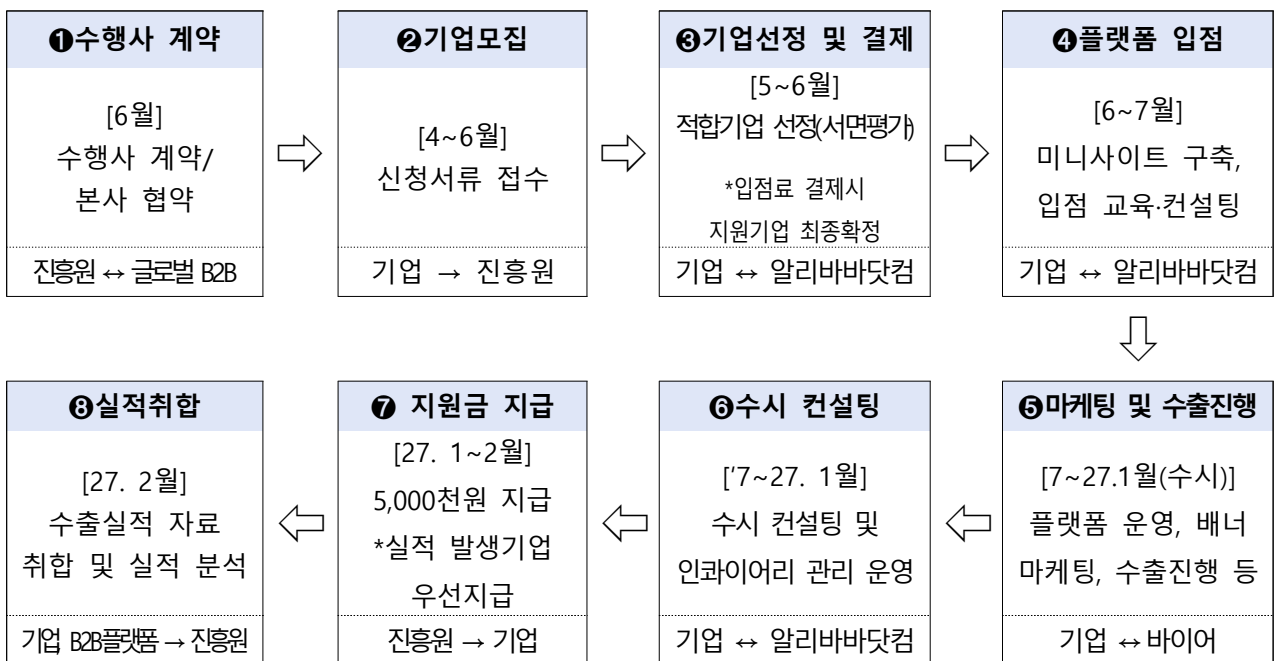 ❶수행사 계약
[6월]
수행사 계약/
본사 협약
진흥원 ↔ 글로벌 B2B
❷기업모집
[4~6월]
신청서류 접수
기업 → 진흥원
❸기업선정 및 결제
[5~6월]
적합기업 선정(서면평가)
*입점료 결제시
지원기업 최종확정
기업 ↔ 알리바바닷컴
❹플랫폼 입점
[6~7월]
미니사이트 구축,
입점 교육·컨설팅
기업 ↔ 알리바바닷컴
❺마케팅 및 수출진행
[7~27.1월(수시)]
플랫폼 운영, 배너
마케팅, 수출진행 등
기업 ↔ 바이어
❻수시 컨설팅
['7~27. 1월]
수시 컨설팅 및
인콰이어리 관리 운영
기업 ↔ 알리바바닷컴
❼ 지원금 지급
[27. 1~2월]
5,000천원 지급
*실적 발생기업
우선지급
진흥원 → 기업
❽실적취합
[27. 2월]
수출실적 자료
취합 및 실적 분석
기업, B2B플랫폼 → 진흥원